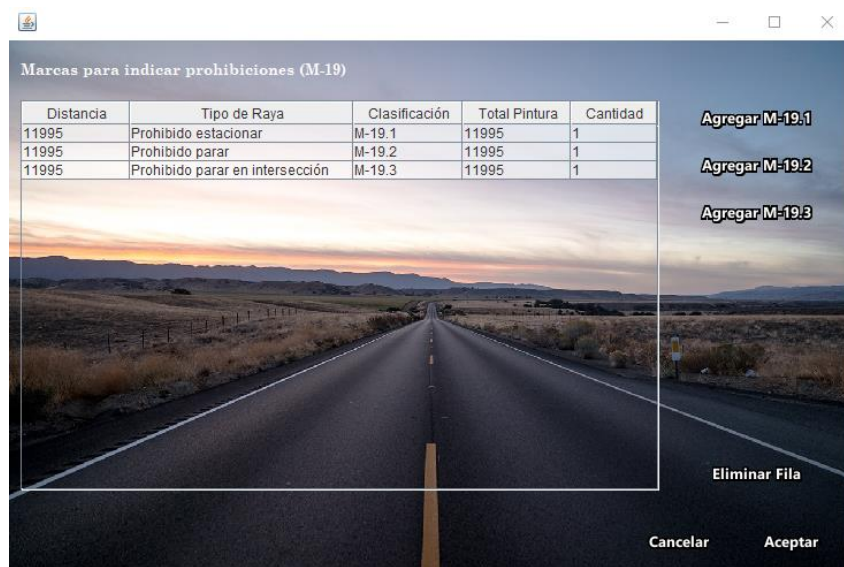 Marcas para indicar prohibiciones (M-19)
Distancia Tipo de Raya Clasificación Total Pintura Cantidad
11995 Prohibido estacionar M-19.1 11995 1
11995 Prohibido parar M-19.2 11995 1
11995 Prohibido parar en intersección M-19.3 11995 1
Agregar M-19.1
Agregar M-19.2
Agregar M-19.3
Eliminar Fila
Cancelar Aceptar